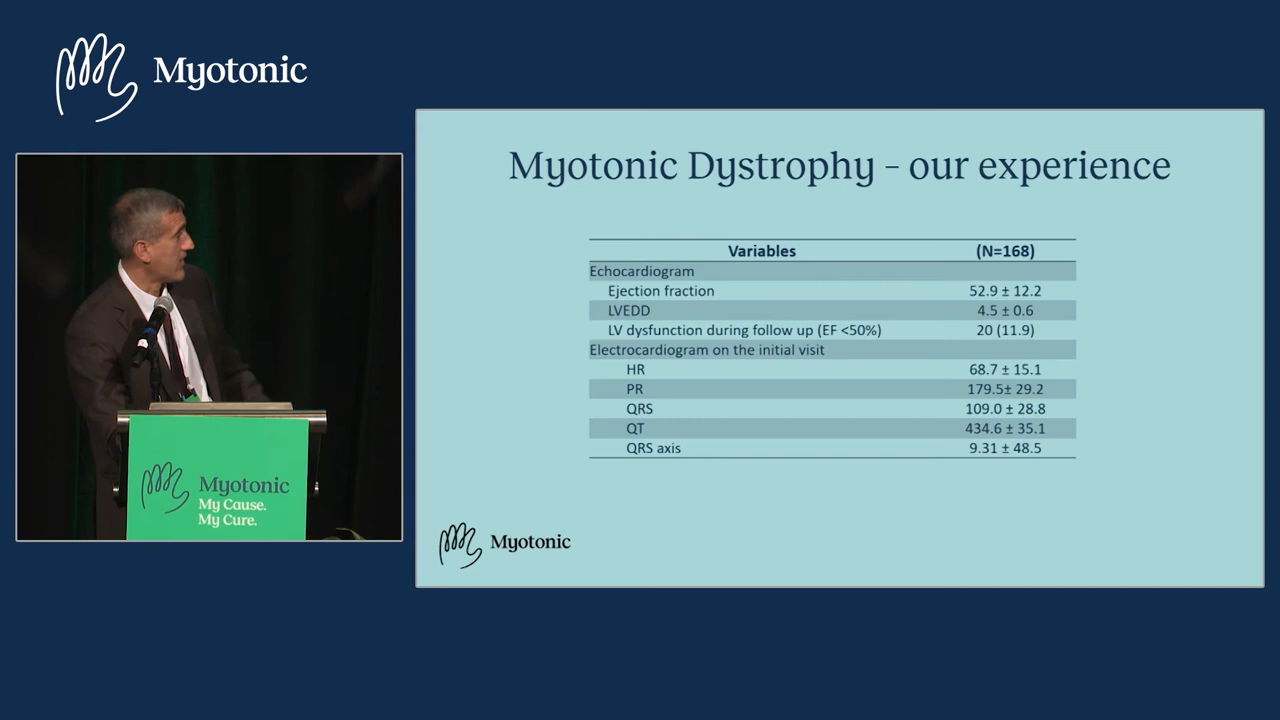 Myotonic
Myotonic Dystrophy - our experience
Variables (N=168)
Echocardiogram
Ejection fraction 52.9 ± 12.2
LVEDD 4.5 ± 0.6
LV dysfunction during follow up (EF <50%) 20 (11.9)
Electrocardiogram on the initial visit
HR 68.7 ± 15.1
PR 179.5± 29.2
QRS 109.0 ± 28.8
QT 434.6 ± 35.1
QRS axis 9.31 ± 48.5
Myotonic
Myotonic
My Cause.
My Cure.